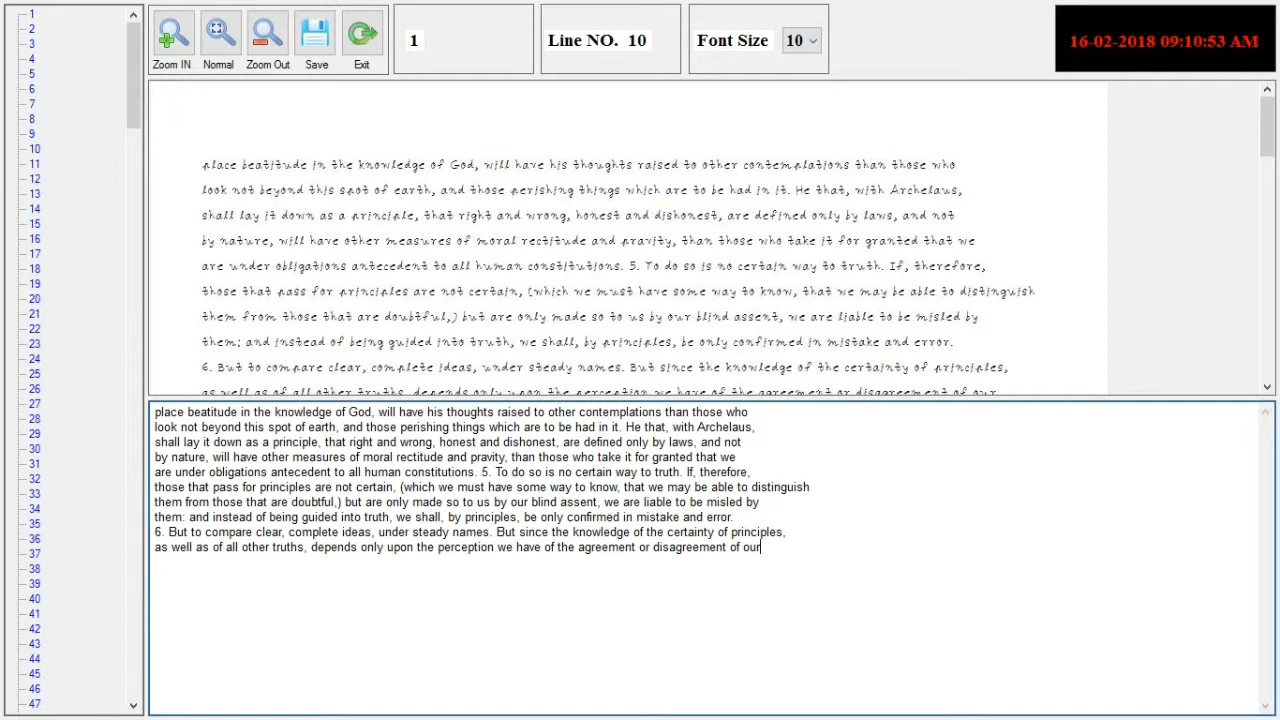 1
2
3
4
5
6
7
8
9
10
11
12
13
14
15
16
17
18
19
20
21
22
23
24
25
26
27
28
29
30
31
32
33
34
35
36
37
38
39
40
41
42
43
44
45
46
47
Zoom IN Normal Zoom Out Save Exit
1
Line NO. 10
Font Size 10
16-02-2018 09:10:53 AM
place beatitude in the knowledge of God, will have his thoughts raised to other contemplations than those who
look not beyond this spot of earth, and those perishing things which are to be had in it. He that, with Archelaus,
shall lay it down as a principle, that right and wrong, honest and dishonest, are defined only by laws, and not
by nature, will have other measures of moral rectitude and pravity, than those who take it for granted that we
are under obligations antecedent to all human constitutions. 5. To do so is no certain way to truth. If, therefore,
those that pass for principles are not certain, (which we must have some way to know, that we may be able to distinguish
them from those that are doubtful,) but are only made so to us by our blind assent, we are liable to be misled by
them: and instead of being guided into truth, we shall, by principles, be only confirmed in mistake and error.
6. But to compare clear, complete ideas, under steady names. But since the knowledge of the certainty of principles,
as well as of all other truths, depends only upon the perception we have of the agreement or disagreement of our
place beatitude in the knowledge of God, will have his thoughts raised to other contemplations than those who
look not beyond this spot of earth, and those perishing things which are to be had in it. He that, with Archelaus,
shall lay it down as a principle, that right and wrong, honest and dishonest, are defined only by laws, and not
by nature, will have other measures of moral rectitude and pravity, than those who take it for granted that we
are under obligations antecedent to all human constitutions. 5. To do so is no certain way to truth. If, therefore,
those that pass for principles are not certain, (which we must have some way to know, that we may be able to distinguish
them from those that are doubtful,) but are only made so to us by our blind assent, we are liable to be misled by
them: and instead of being guided into truth, we shall, by principles, be only confirmed in mistake and error.
6. But to compare clear, complete ideas, under steady names. But since the knowledge of the certainty of principles,
as well as of all other truths, depends only upon the perception we have of the agreement or disagreement of our